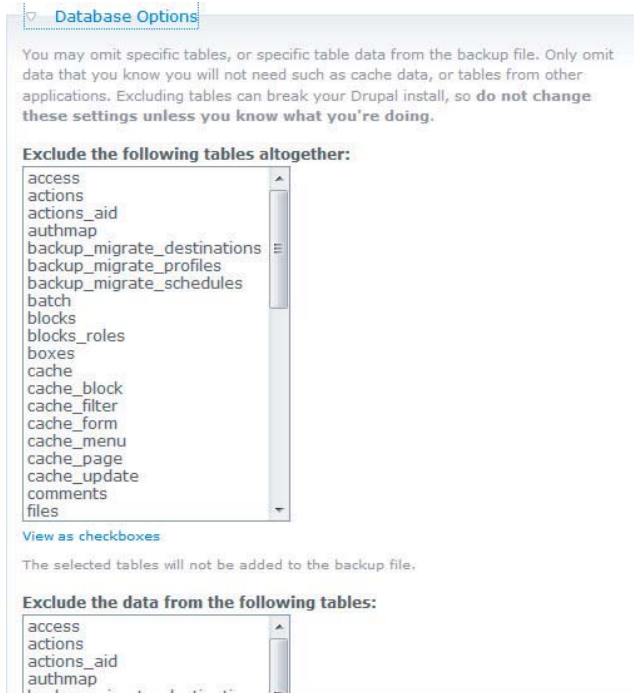 Database Options
You may omit specific tables, or specific table data from the backup file. Only omit
data that you know you will not need such as cache data, or tables from other
applications. Excluding tables can break your Drupal install, so do not change
these settings unless you know what you're doing.
Exclude the following tables altogether:
access
actions
actions_aid
authmap
backup_migrate_destinations
backup_migrate_profiles
backup_migrate_schedules
batch
blocks
blocks_roles
boxes
cache
cache_block
cache_filter
cache_form
cache_menu
cache_page
cache_update
comments
files
View as checkboxes
The selected tables will not be added to the backup file.
Exclude the data from the following tables:
access
actions
actions_aid
authmap